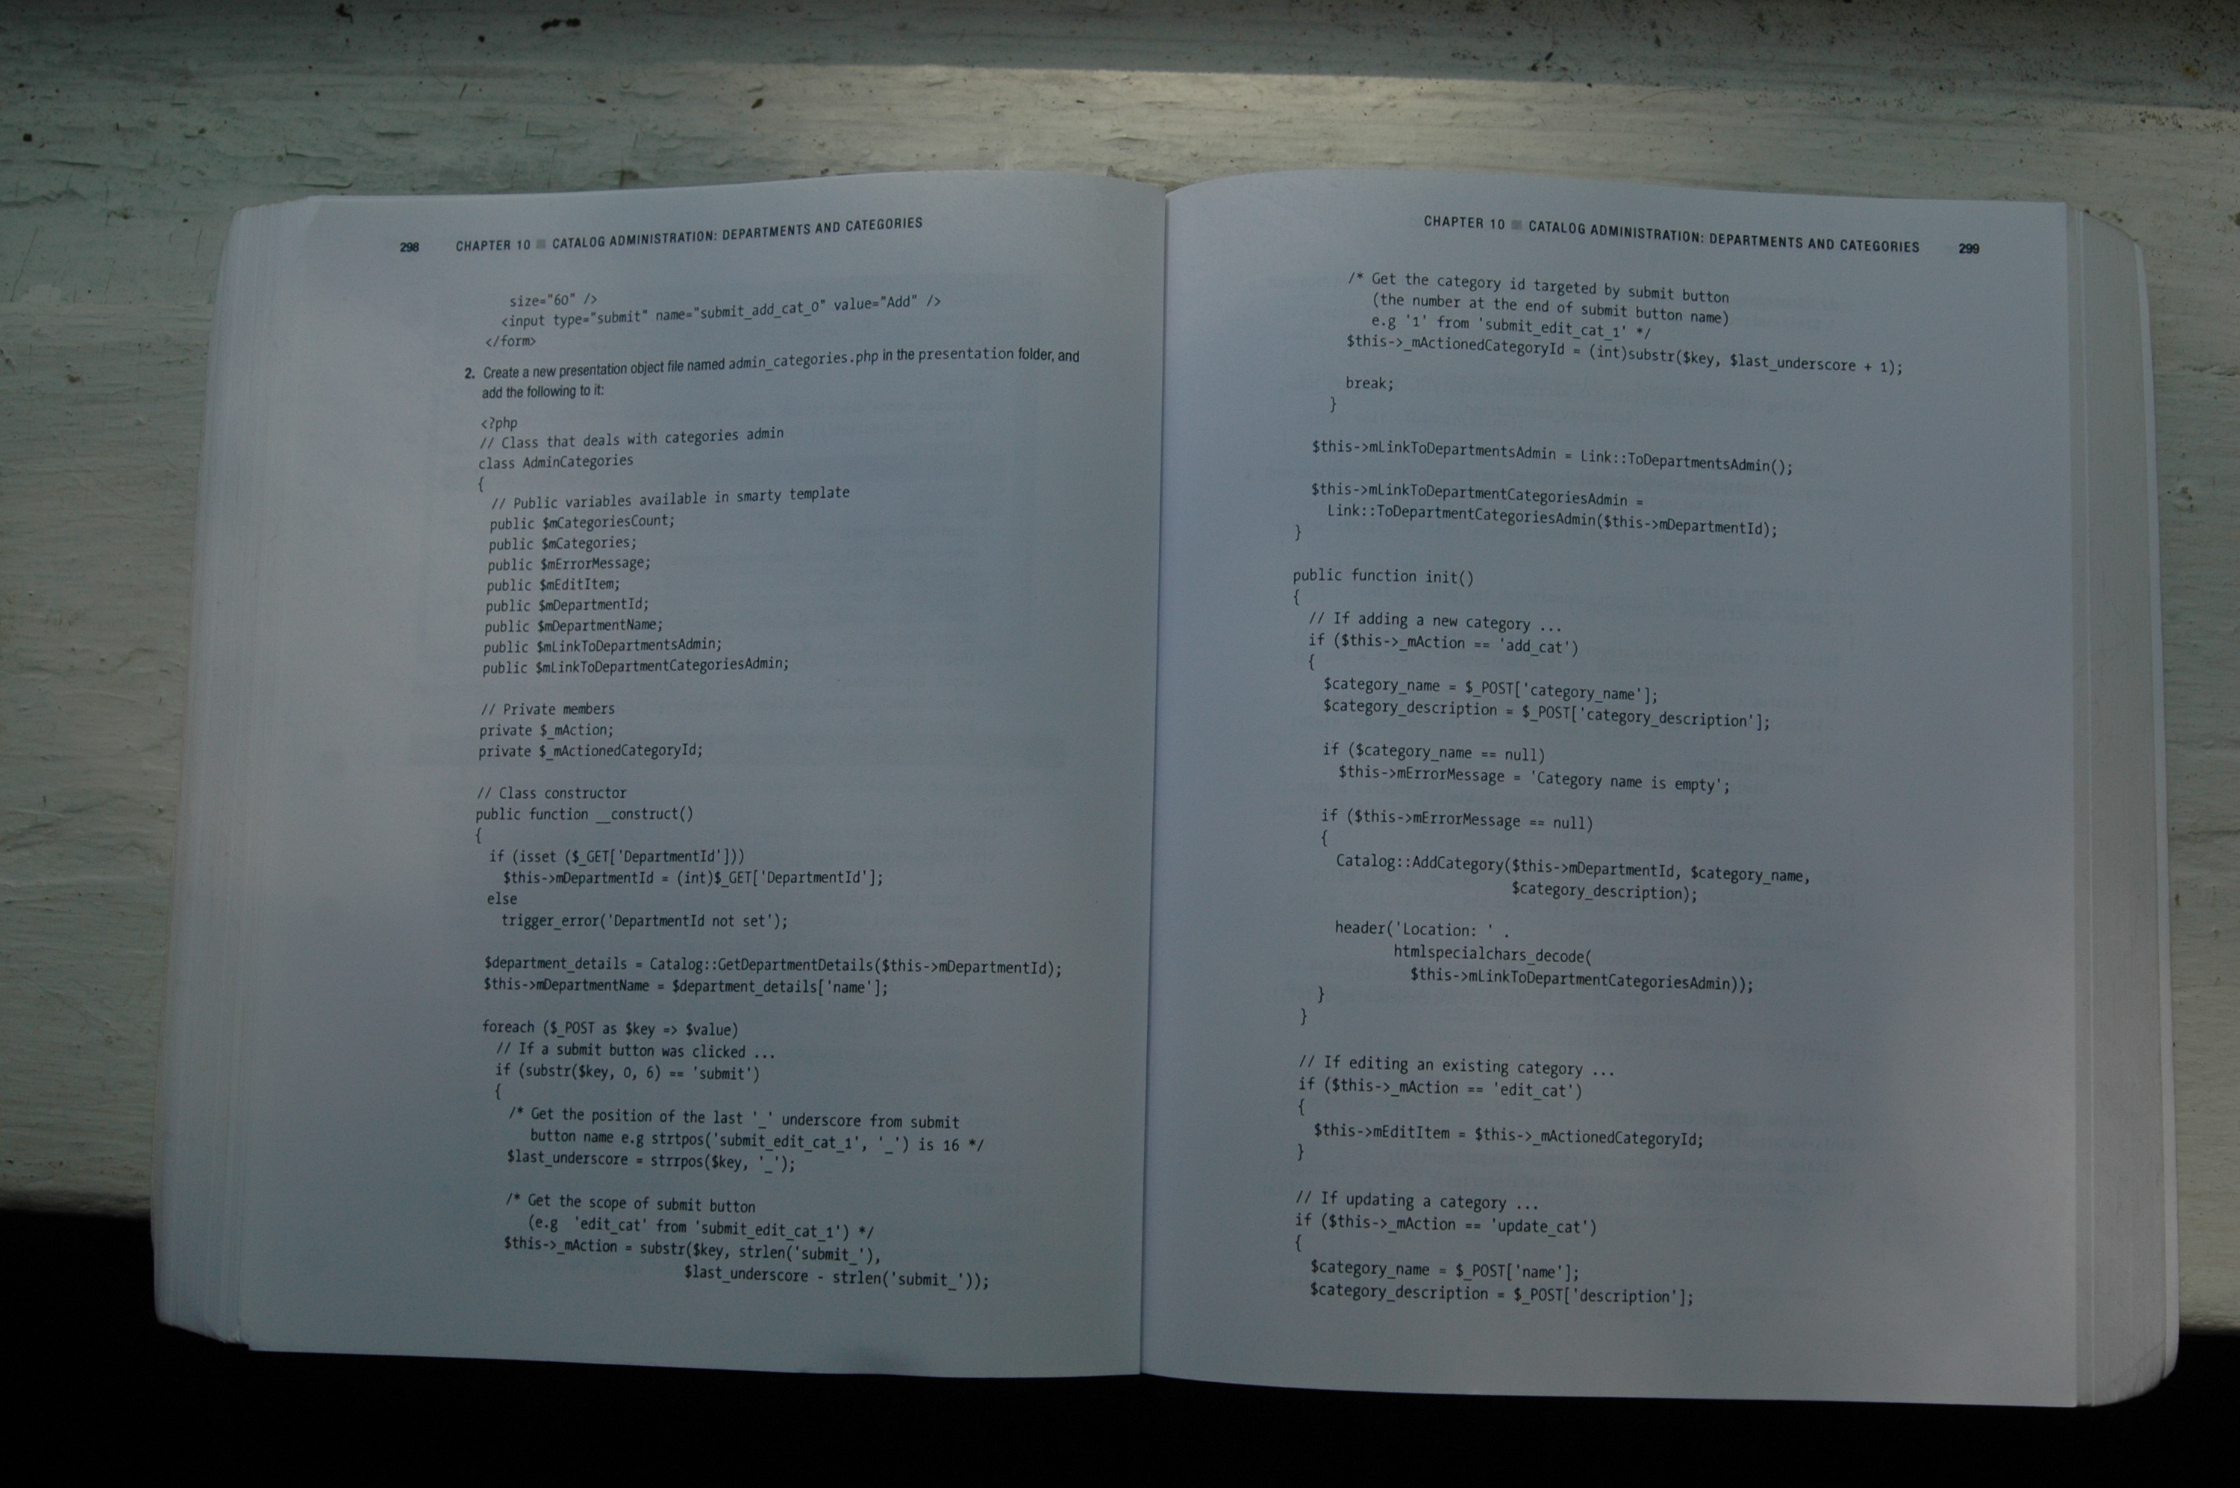 298 CHAPTER 10 ■ CATALOG ADMINISTRATION: DEPARTMENTS AND CATEGORIES
size="60" />
<input type="submit" name="submit_add_cat_0" value="Add" />
</form>
2. Create a new presentation object file named admin_categories.php in the presentation folder, and
add the following to it:
<?php
// Class that deals with categories admin
class AdminCategories
{
// Public variables available in smarty template
public $mCategoriesCount;
public $mCategories;
public $mErrorMessage;
public $mEditItem;
public $mDepartmentId;
public $mDepartmentName;
public $mLinkToDepartmentsAdmin;
public $mLinkToDepartmentCategoriesAdmin;
// Private members
private $_mAction;
private $_mActionedCategoryId;
// Class constructor
public function __construct()
{
if (isset ($_GET['DepartmentId']))
$this->mDepartmentId = (int)$_GET['DepartmentId'];
else
trigger_error('DepartmentId not set');
$department_details = Catalog::GetDepartmentDetails($this->mDepartmentId);
$this->mDepartmentName = $department_details['name'];
foreach ($_POST as $key => $value)
// If a submit button was clicked ...
if (substr($key, 0, 6) == 'submit')
{
/* Get the position of the last '_' underscore from submit
button name e.g strtpos('submit_edit_cat_1', '_') is 16 */
$last_underscore = strrpos($key, '_');
/* Get the scope of submit button
(e.g 'edit_cat' from 'submit_edit_cat_1') */
$this->_mAction = substr($key, strlen('submit_'),
$last_underscore - strlen('submit_'));
CHAPTER 10 ■ CATALOG ADMINISTRATION: DEPARTMENTS AND CATEGORIES 299
/* Get the category id targeted by submit button
(the number at the end of submit button name)
e.g '1' from 'submit_edit_cat_1' */
$this->_mActionedCategoryId = (int)substr($key, $last_underscore + 1);
break;
}
$this->mLinkToDepartmentsAdmin = Link::ToDepartmentsAdmin();
$this->mLinkToDepartmentCategoriesAdmin =
Link::ToDepartmentCategoriesAdmin($this->mDepartmentId);
}
public function init()
{
// If adding a new category ...
if ($this->_mAction == 'add_cat')
{
$category_name = $_POST['category_name'];
$category_description = $_POST['category_description'];
if ($category_name == null)
$this->mErrorMessage = 'Category name is empty';
if ($this->mErrorMessage == null)
{
Catalog::AddCategory($this->mDepartmentId, $category_name,
$category_description);
header('Location: ' .
htmlspecialchars_decode(
$this->mLinkToDepartmentCategoriesAdmin));
}
}
// If editing an existing category ...
if ($this->_mAction == 'edit_cat')
{
$this->mEditItem = $this->_mActionedCategoryId;
}
// If updating a category ...
if ($this->_mAction == 'update_cat')
{
$category_name = $_POST['name'];
$category_description = $_POST['description'];